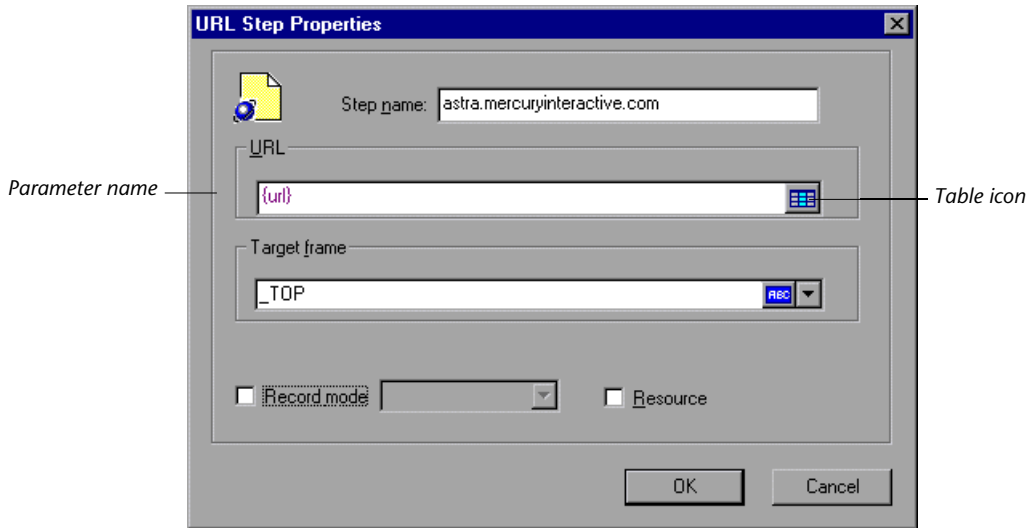 URL Step Properties
Step name: astra.mercuryinteractive.com
URL
Parameter name
{url}
Table icon
Target frame
_TOP
ABC
Record mode
Resource
OK
Cancel